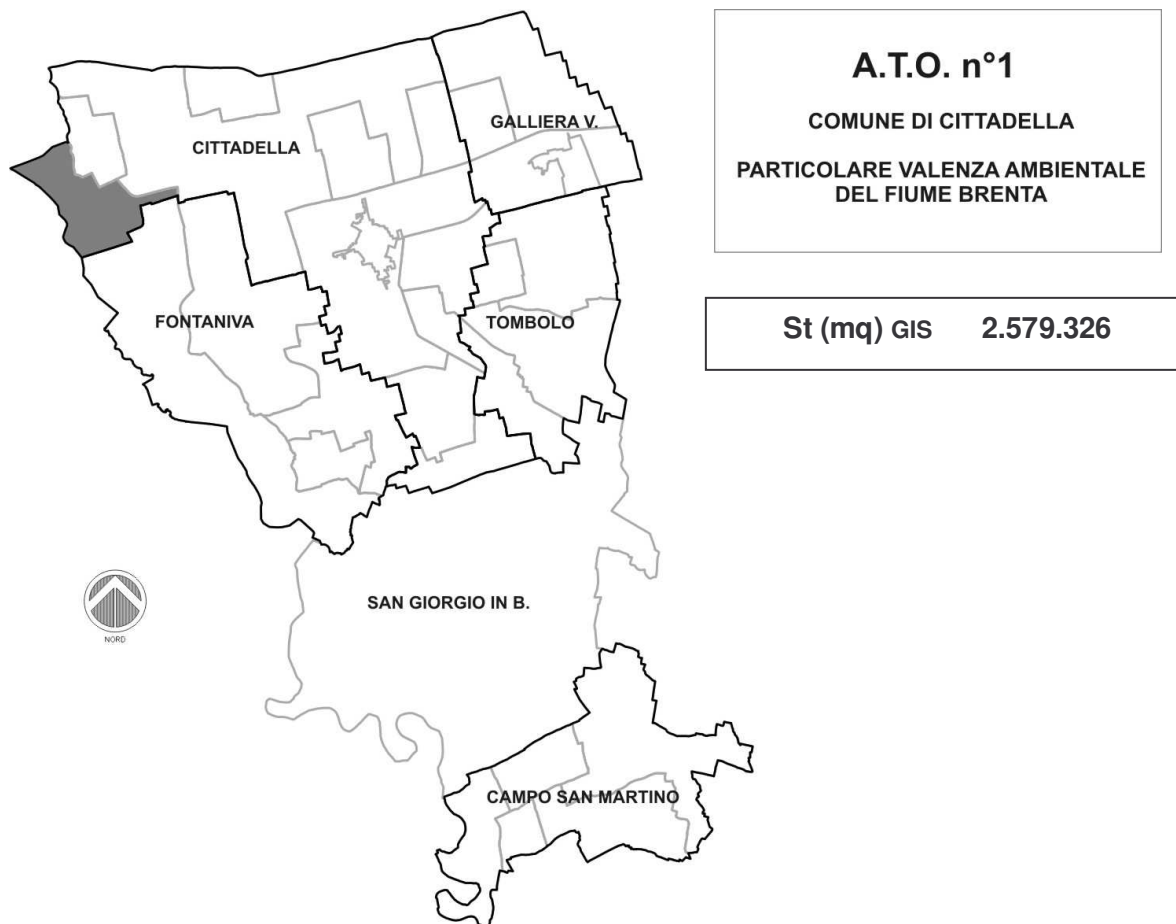 A.T.O. n°1
COMUNE DI CITTADELLA
PARTICOLARE VALENZA AMBIENTALE
DEL FIUME BRENTA
St (mq) GIS 2.579.326
GALLIERA V.
CITTADELLA
FONTANIVA
TOMBOLO
SAN GIORGIO IN B.
NORD
CAMPO SAN MARTINO